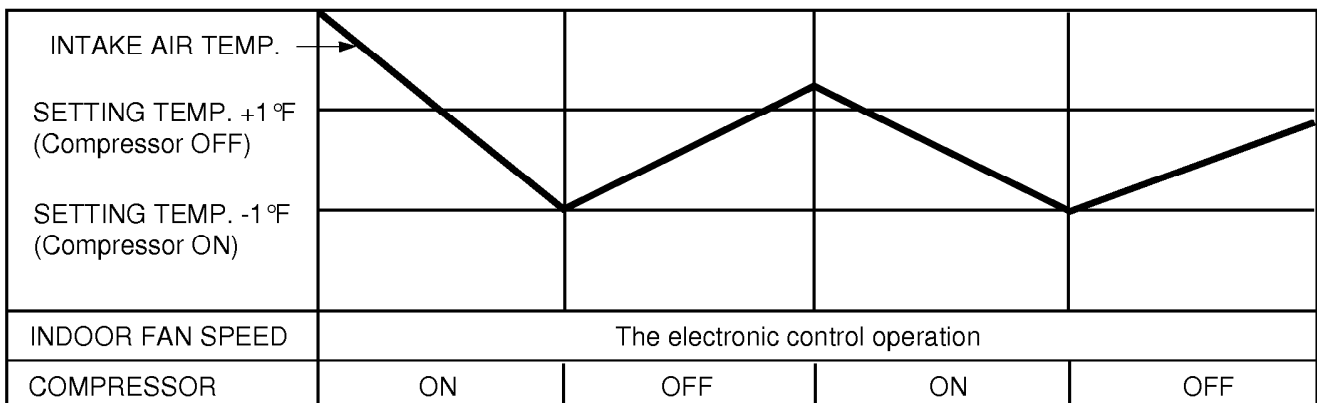 INTAKE AIR TEMP.
SETTING TEMP. +1°F
(Compressor OFF)
SETTING TEMP. -1°F
(Compressor ON)
INDOOR FAN SPEED
The electronic control operation
COMPRESSOR
ON
OFF
ON
OFF